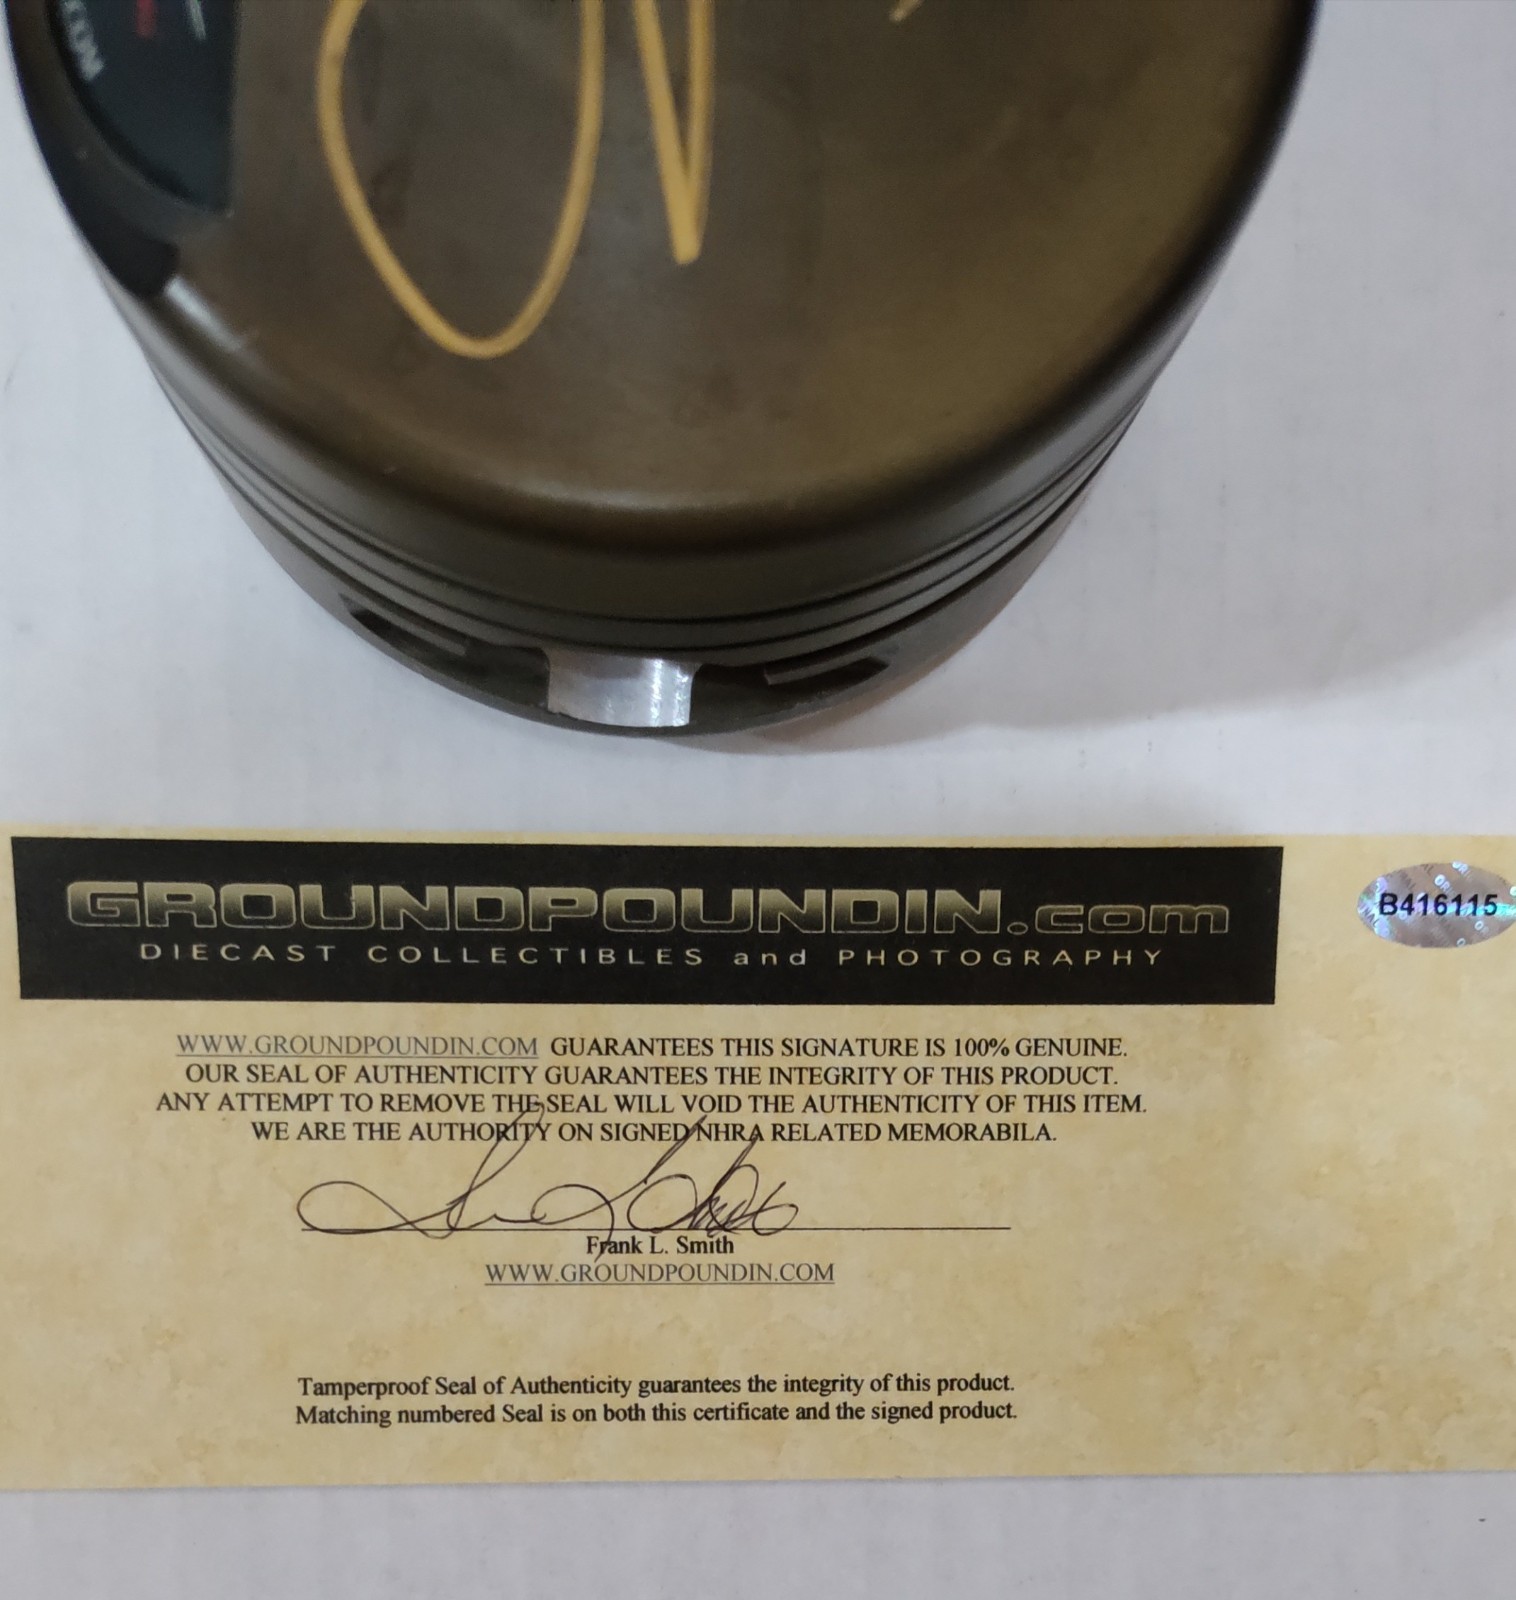 .COM
GROUNDPOUNDIN.com
DIECAST COLLECTIBLES and PHOTOGRAPHY
B416115
WWW.GROUNDPOUNDIN.COM GUARANTEES THIS SIGNATURE IS 100% GENUINE.
OUR SEAL OF AUTHENTICITY GUARANTEES THE INTEGRITY OF THIS PRODUCT.
ANY ATTEMPT TO REMOVE THE SEAL WILL VOID THE AUTHENTICITY OF THIS ITEM.
WE ARE THE AUTHORITY ON SIGNED NHRA RELATED MEMORABILA.
Frank L. Smith
WWW.GROUNDPOUNDIN.COM
Tamperproof Seal of Authenticity guarantees the integrity of this product.
Matching numbered Seal is on both this certificate and the signed product.